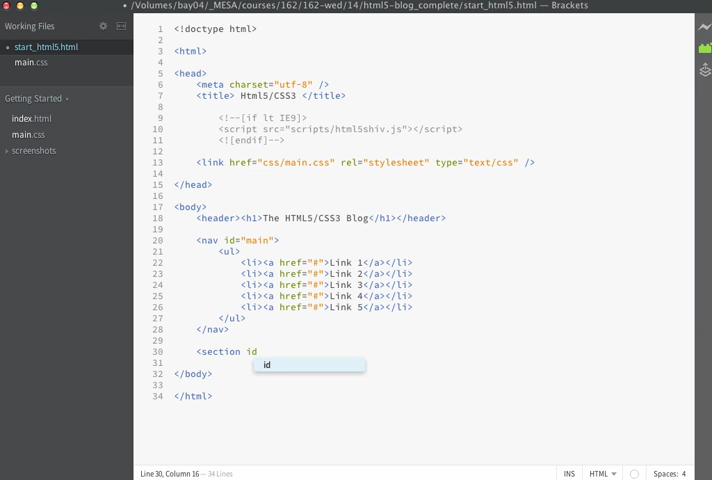 /Volumes/bay04/_MESA/courses/162/162-wed/14/html5-blog_complete/start_html5.html — Brackets
Working Files
start_html5.html
main.css
Getting Started
index.html
main.css
screenshots
1 <!doctype html>
2
3 <html>
4
5 <head>
6 <meta charset="utf-8" />
7 <title> Html5/CSS3 </title>
8
9 <!--[if lt IE9]>
10 <script src="scripts/html5shiv.js"></script>
11 <![endif]-->
12
13 <link href="css/main.css" rel="stylesheet" type="text/css" />
14
15 </head>
16
17 <body>
18 <header><h1>The HTML5/CSS3 Blog</h1></header>
19
20 <nav id="main">
21 <ul>
22 <li><a href="#">Link 1</a></li>
23 <li><a href="#">Link 2</a></li>
24 <li><a href="#">Link 3</a></li>
25 <li><a href="#">Link 4</a></li>
26 <li><a href="#">Link 5</a></li>
27 </ul>
28 </nav>
29
30 <section id
id
31
32 </body>
33
34 </html>
Line 30, Column 16 — 34 Lines
INS
HTML
Spaces: 4